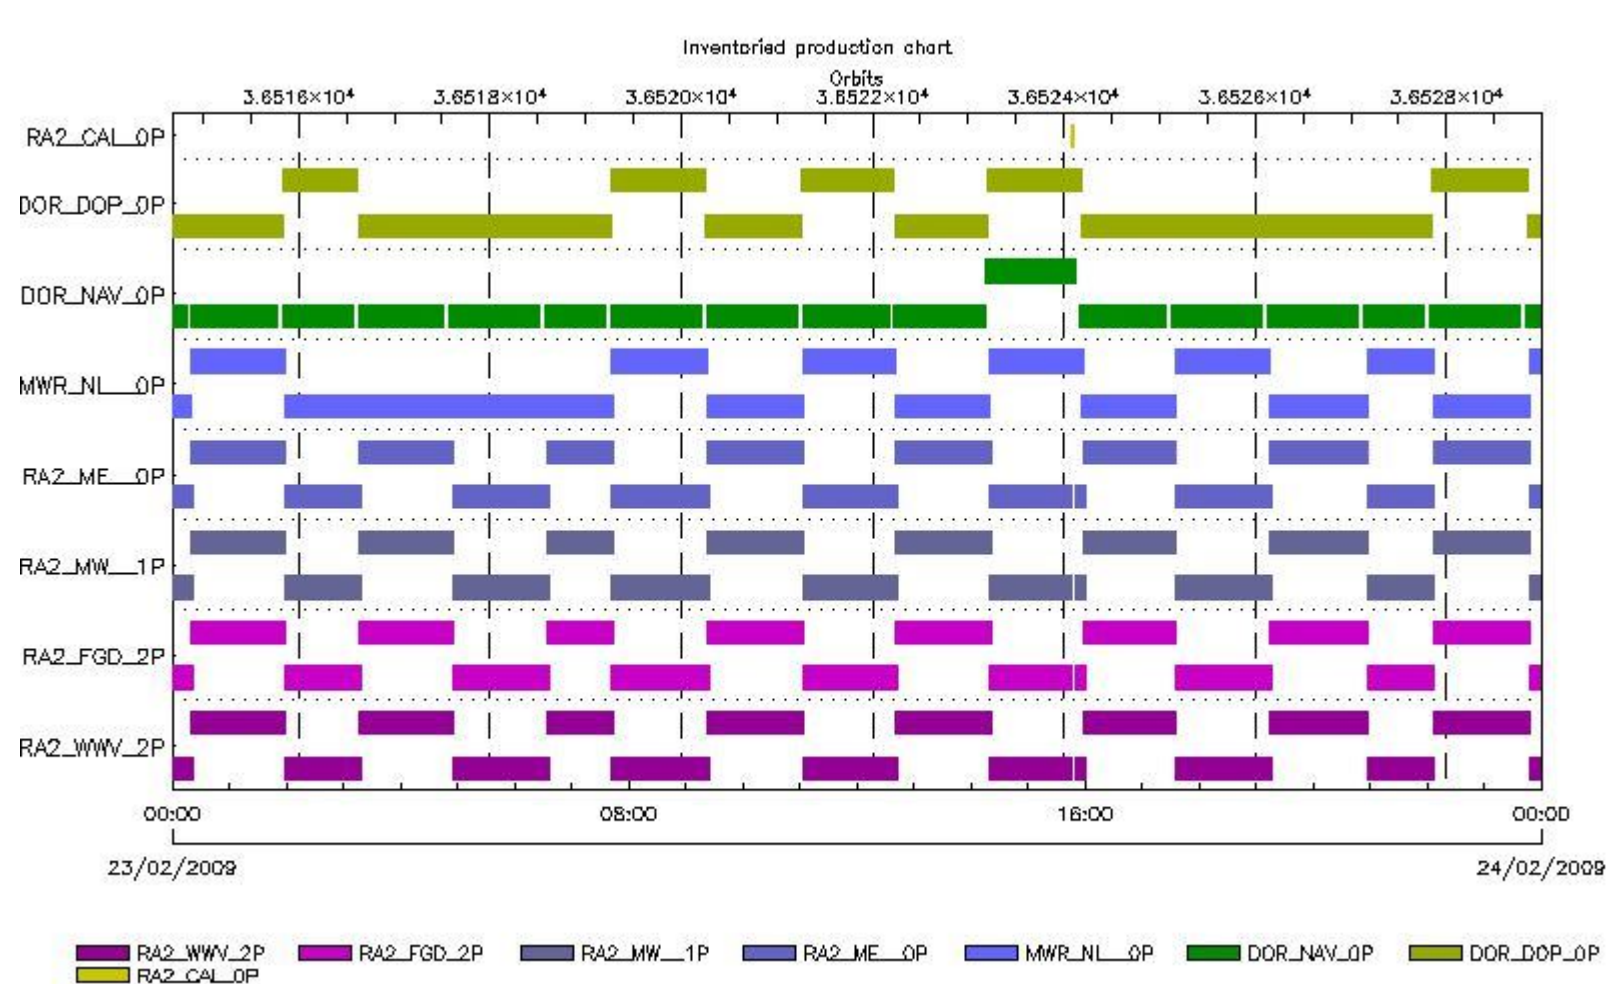 Inventoried production chart
Orbits
3.6516×10⁴ 3.6518×10⁴ 3.6520×10⁴ 3.6522×10⁴ 3.6524×10⁴ 3.6526×10⁴ 3.6528×10⁴
RA2_CAL_0P
DOR_DOP_0P
DOR_NAV_0P
MWR_NL__0P
RA2_ME__0P
RA2_MW__1P
RA2_FGD_2P
RA2_WWV_2P
00:00 08:00 16:00 00:00
23/02/2009 24/02/2009
RA2_WWV_2P RA2_FGD_2P RA2_MW__1P RA2_ME__0P MWR_NL__0P DOR_NAV_0P DOR_DOP_0P
RA2_CAL_0P